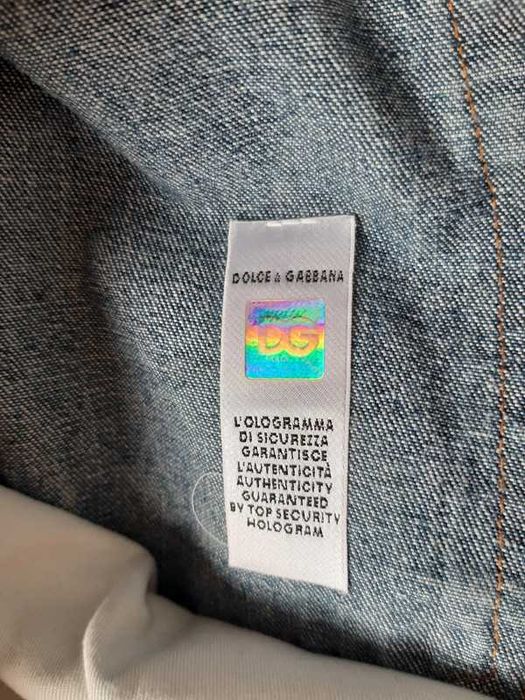 DOLCE & GABBANA
DG
L'OLOGRAMMA
DI SICUREZZA
GARANTISCE
L'AUTENTICITÀ
AUTHENTICITY
GUARANTEED
BY TOP SECURITY
HOLOGRAM